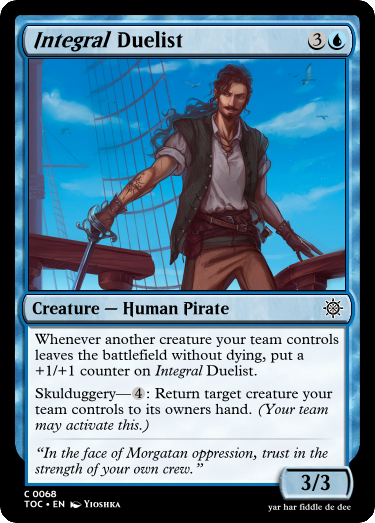 Integral Duelist 3
Creature — Human Pirate
Whenever another creature your team controls
leaves the battlefield without dying, put a
+1/+1 counter on Integral Duelist.
Skulduggery—4: Return target creature your
team controls to its owners hand. (Your team
may activate this.)
“In the face of Morgatan oppression, trust in the
strength of your own crew.”
3/3
C 0068
TOC • EN Yioshka
yar har fiddle de dee